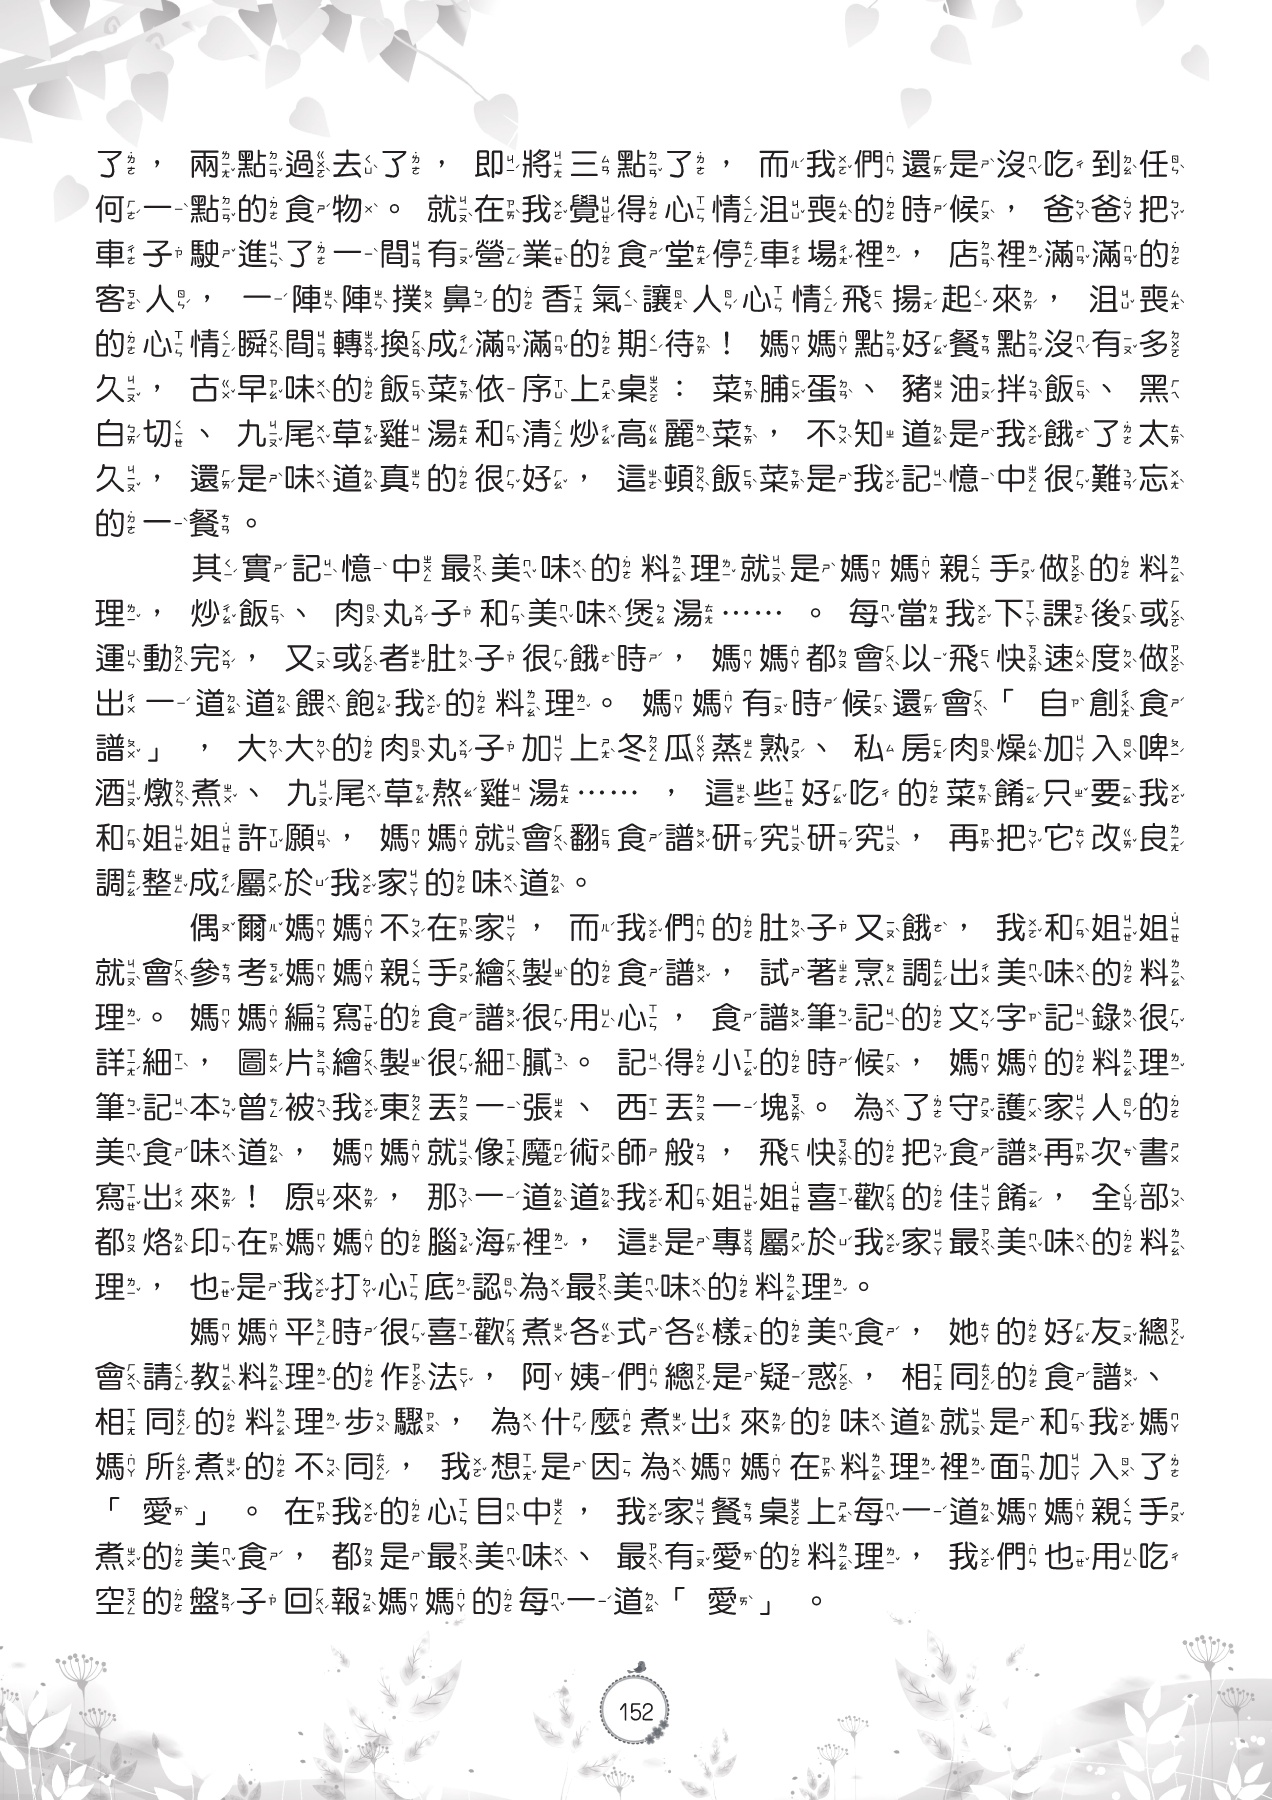 了，兩點過去了，即將三點了，而我們還是沒吃到任
何一點的食物。就在我覺得心情沮喪的時候，爸爸把
車子駛進了一間有營業的食堂停車場裡，店裡滿滿的
客人，一陣陣撲鼻的香氣讓人心情飛揚起來，沮喪
的心情瞬間轉換成滿滿的期待！媽媽點好餐點沒有多
久，古早味的飯菜依序上桌：菜脯蛋、豬油拌飯、黑
白切、九尾草雞湯和清炒高麗菜，不知道是我餓了太
久，還是味道真的很好，這頓飯菜是我記憶中很難忘
的一餐。
其實記憶中最美味的料理就是媽媽親手做的料
理，炒飯、肉丸子和美味煲湯……。每當我下課後或
運動完，又或者肚子很餓時，媽媽都會以飛快速度做
出一道道餵飽我的料理。媽媽有時候還會「自創食
譜」，大大的肉丸子加上冬瓜蒸熟、私房肉燥加入啤
酒燉煮、九尾草熬雞湯……，這些好吃的菜餚只要我
和姐姐許願，媽媽就會翻食譜研究研究，再把它改良
調整成屬於我家的味道。
偶爾媽媽不在家，而我們的肚子又餓，我和姐姐
就會參考媽媽親手繪製的食譜，試著烹調出美味的料
理。媽媽編寫的食譜很用心，食譜筆記的文字記錄很
詳細，圖片繪製很細膩。記得小的時候，媽媽的料理
筆記本曾被我東丟一張、西丟一塊。為了守護家人的
美食味道，媽媽就像魔術師般，飛快的把食譜再次書
寫出來！原來，那一道道我和姐姐喜歡的佳餚，全部
都烙印在媽媽的腦海裡，這是專屬於我家最美味的料
理，也是我打心底認為最美味的料理。
媽媽平時很喜歡煮各式各樣的美食，她的好友總
會請教料理的作法，阿姨們總是疑惑，相同的食譜、
相同的料理步驟，為什麼煮出來的味道就是和我媽
媽所煮的不同，我想是因為媽媽在料理裡面加入了
「愛」。在我的心目中，我家餐桌上每一道媽媽親手
煮的美食，都是最美味、最有愛的料理，我們也用吃
空的盤子回報媽媽的每一道「愛」。
152